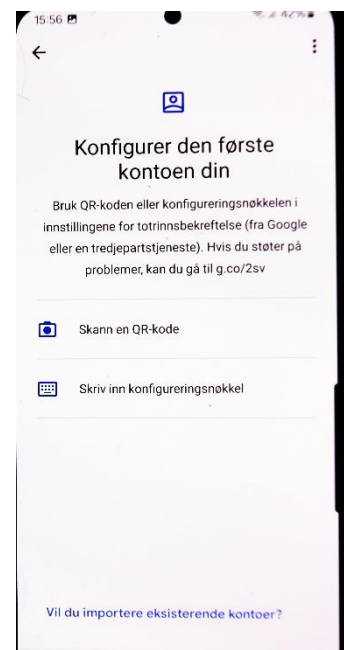 15:56
42%
Konfigurer den første
kontoen din
Bruk QR-koden eller konfigureringsnøkkelen i
innstillingene for totrinnsbekreftelse (fra Google
eller en tredjepartstjeneste). Hvis du støter på
problemer, kan du gå til g.co/2sv
Skann en QR-kode
Skriv inn konfigureringsnøkkel
Vil du importere eksisterende kontoer?